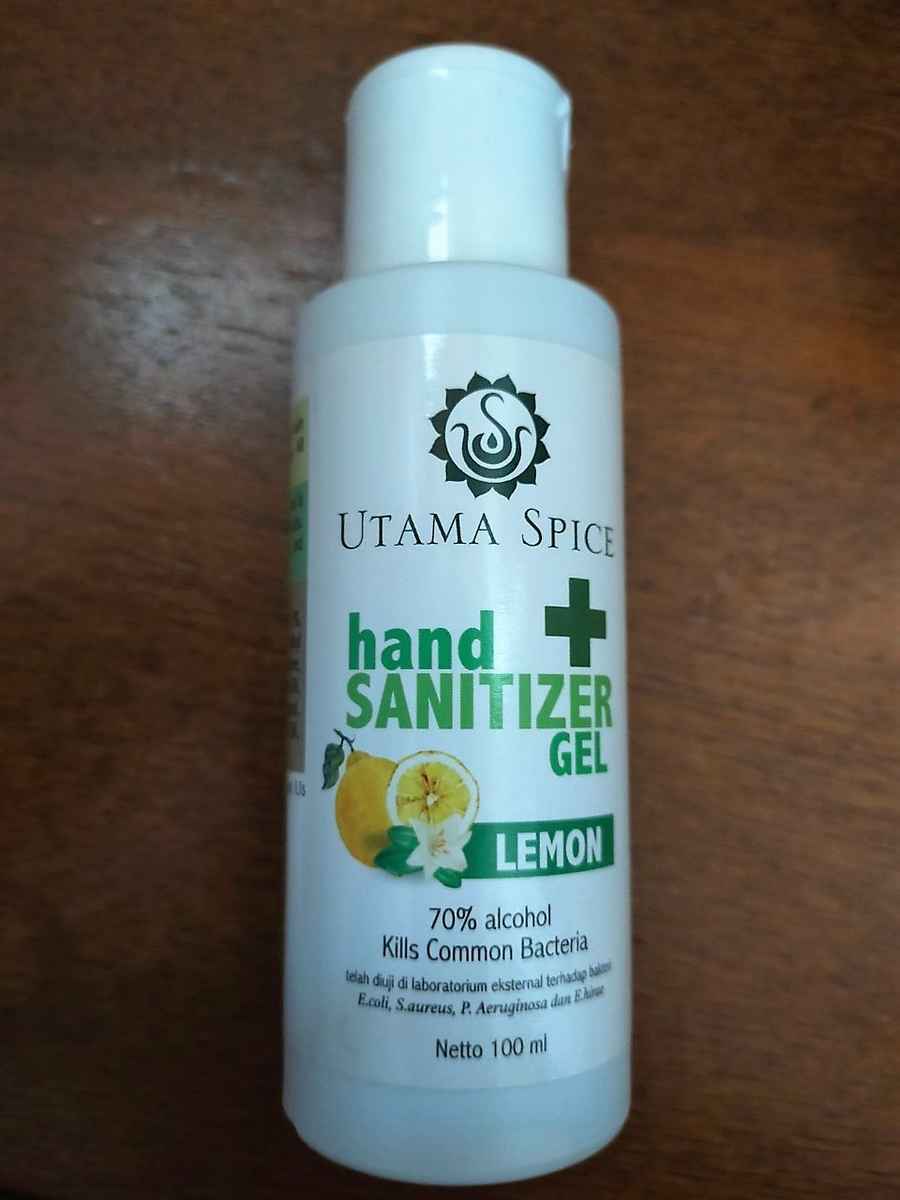 UTAMA SPICE
hand
SANITIZER
GEL
LEMON
70% alcohol
Kills Common Bacteria
telah diuji di laboratorium eksternal terhadap bakteri
E.coli, S.aureus, P. Aeruginosa dan E.hirae
Netto 100 ml
Us